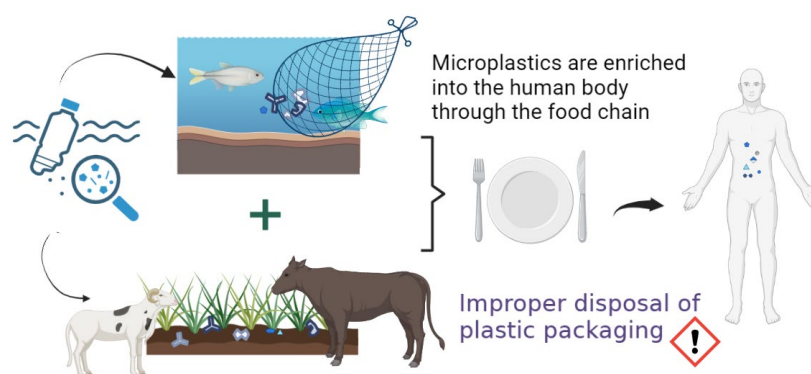 Microplastics are enriched
into the human body
through the food chain
Improper disposal of
plastic packaging